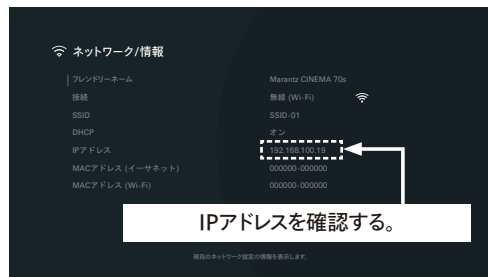 ネットワーク/情報
フレンドリーネーム Marantz CINEMA 70s
接続 無線 (Wi-Fi)
SSID SSID-01
DHCP オン
IPアドレス 192.168.100.19
MACアドレス (イーサネット) 000000-000000
MACアドレス (Wi-Fi) 000000-000000
IPアドレスを確認する。
現在のネットワーク設定の情報を表示します。